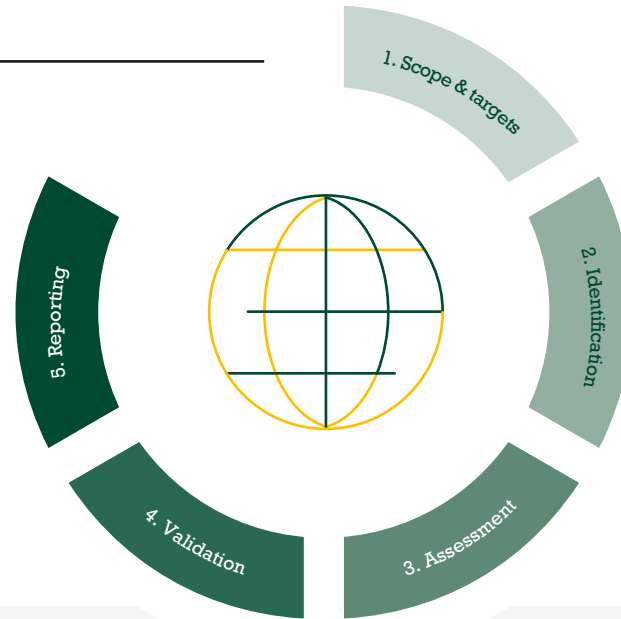 1. Scope & targets
2. Identification
3. Assessment
4. Validation
5. Reporting